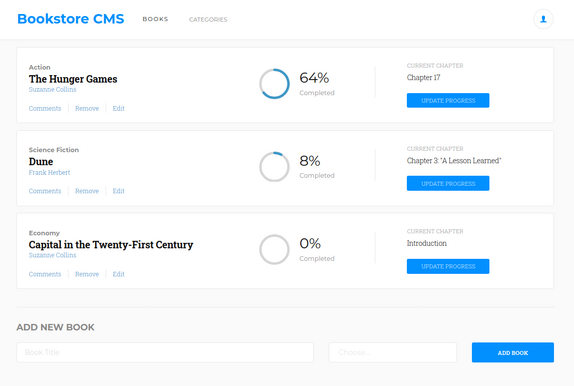 Bookstore CMS BOOKS CATEGORIES
Action
The Hunger Games
Suzanne Collins
Comments Remove Edit
64%
Completed
CURRENT CHAPTER
Chapter 17
UPDATE PROGRESS
Science Fiction
Dune
Frank Herbert
Comments Remove Edit
8%
Completed
CURRENT CHAPTER
Chapter 3: "A Lesson Learned"
UPDATE PROGRESS
Economy
Capital in the Twenty-First Century
Suzanne Collins
Comments Remove Edit
0%
Completed
CURRENT CHAPTER
Introduction
UPDATE PROGRESS
ADD NEW BOOK
Book Title Choose... ADD BOOK